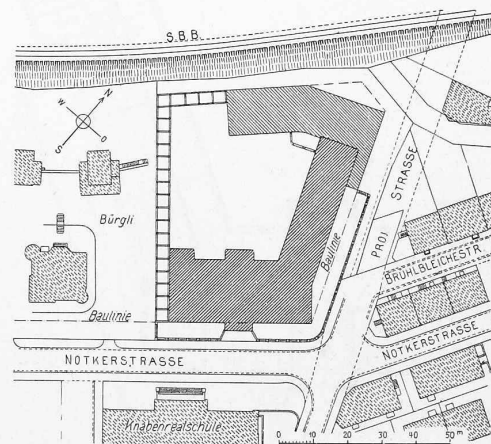 S.B.B.
N
W
O
S
Bürgli
STRASSE
PROJ.
Baulinie
BRÜHLBLEICHESTR.
Baulinie
NOTKERSTRASSE
NOTKERSTRASSE
Knabenrealschule
0 10 20 30 40 50 m